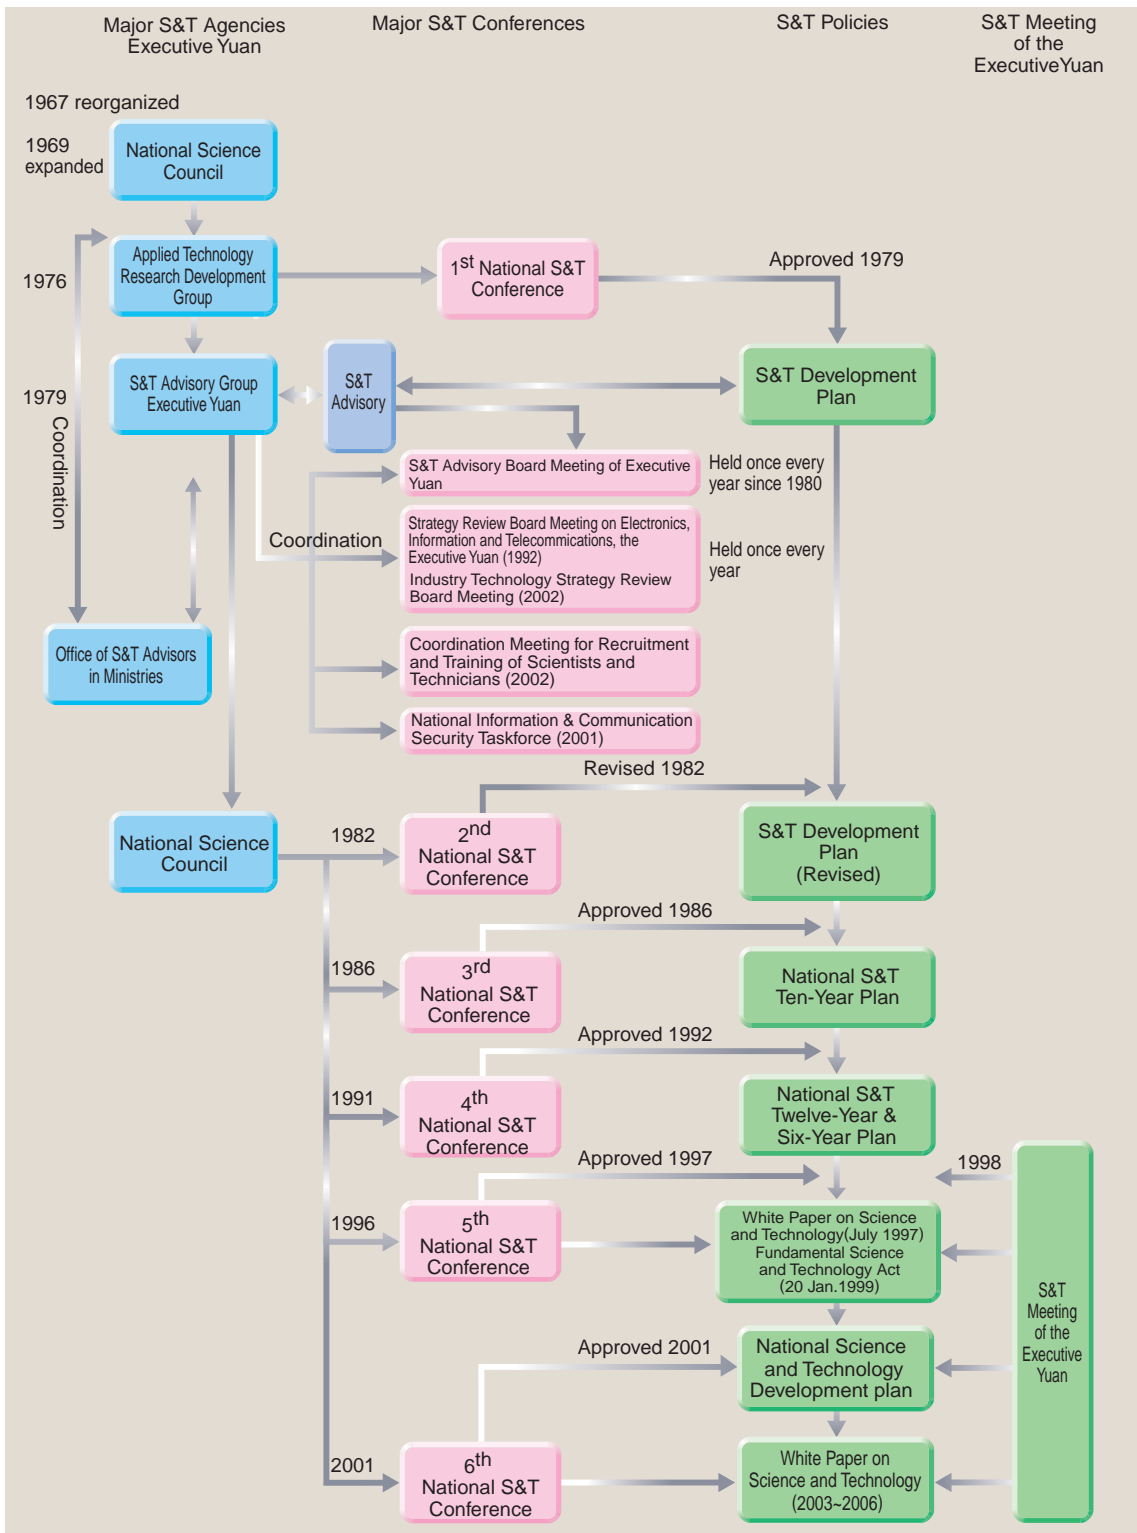 Major S&T Agencies
Executive Yuan
Major S&T Conferences
S&T Policies
S&T Meeting
of the
ExecutiveYuan
1967 reorganized
1969
expanded
National Science
Council
1976
Applied Technology
Research Development
Group
1st National S&T
Conference
Approved 1979
1979
S&T Advisory Group
Executive Yuan
S&T
Advisory
S&T Development
Plan
Coordination
S&T Advisory Board Meeting of Executive
Yuan
Held once every
year since 1980
Coordination
Strategy Review Board Meeting on Electronics,
Information and Telecommications, the
Executive Yuan (1992)
Industry Technology Strategy Review
Board Meeting (2002)
Held once every
year
Office of S&T Advisors
in Ministries
Coordination Meeting for Recruitment
and Training of Scientists and
Technicians (2002)
National Information & Communication
Security Taskforce (2001)
Revised 1982
National Science
Council
1982
2nd
National S&T
Conference
S&T Development
Plan
(Revised)
Approved 1986
1986
3rd
National S&T
Conference
National S&T
Ten-Year Plan
Approved 1992
1991
4th
National S&T
Conference
National S&T
Twelve-Year &
Six-Year Plan
Approved 1997
1998
1996
5th
National S&T
Conference
White Paper on Science
and Technology(July 1997)
Fundamental Science
and Technology Act
(20 Jan.1999)
S&T
Meeting
of the
Executive
Yuan
Approved 2001
National Science
and Technology
Development plan
2001
6th
National S&T
Conference
White Paper on
Science and Technology
(2003~2006)